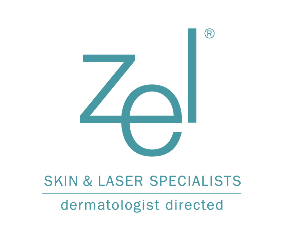 zel®
SKIN & LASER SPECIALISTS
dermatologist directed